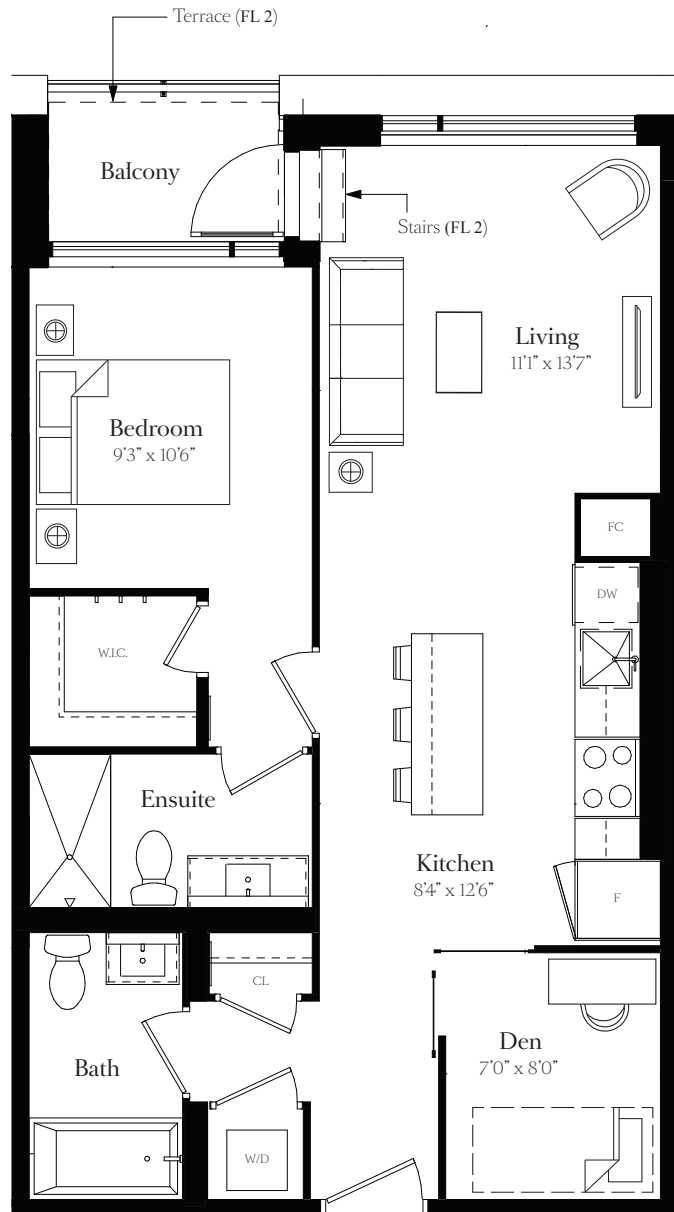 Terrace (FL 2)
Balcony
Stairs (FL 2)
Living
11'1" x 13'7"
Bedroom
9'3" x 10'6"
FC
DW
W.I.C.
Ensuite
Kitchen
8'4" x 12'6"
F
CL
Den
7'0" x 8'0"
Bath
W/D